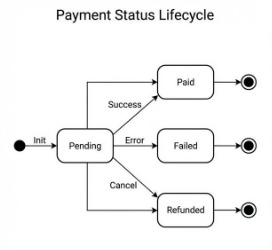 Payment Status Lifecycle
Paid
Success
Init
Pending
Error
Failed
Cancel
Refunded